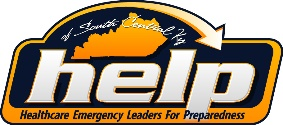 of South Central Ky
help
Healthcare Emergency Leaders For Preparedness